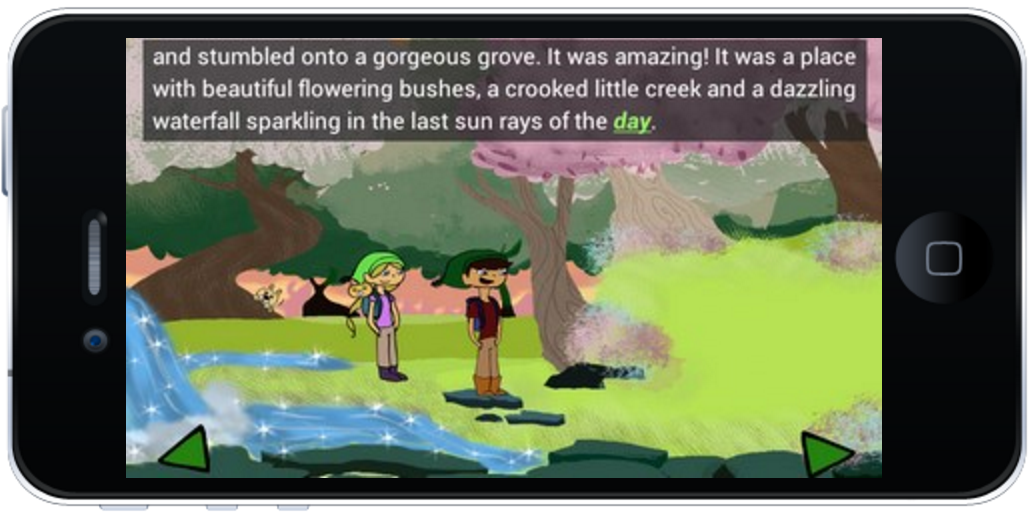 and stumbled onto a gorgeous grove. It was amazing! It was a place
with beautiful flowering bushes, a crooked little creek and a dazzling
waterfall sparkling in the last sun rays of the day.